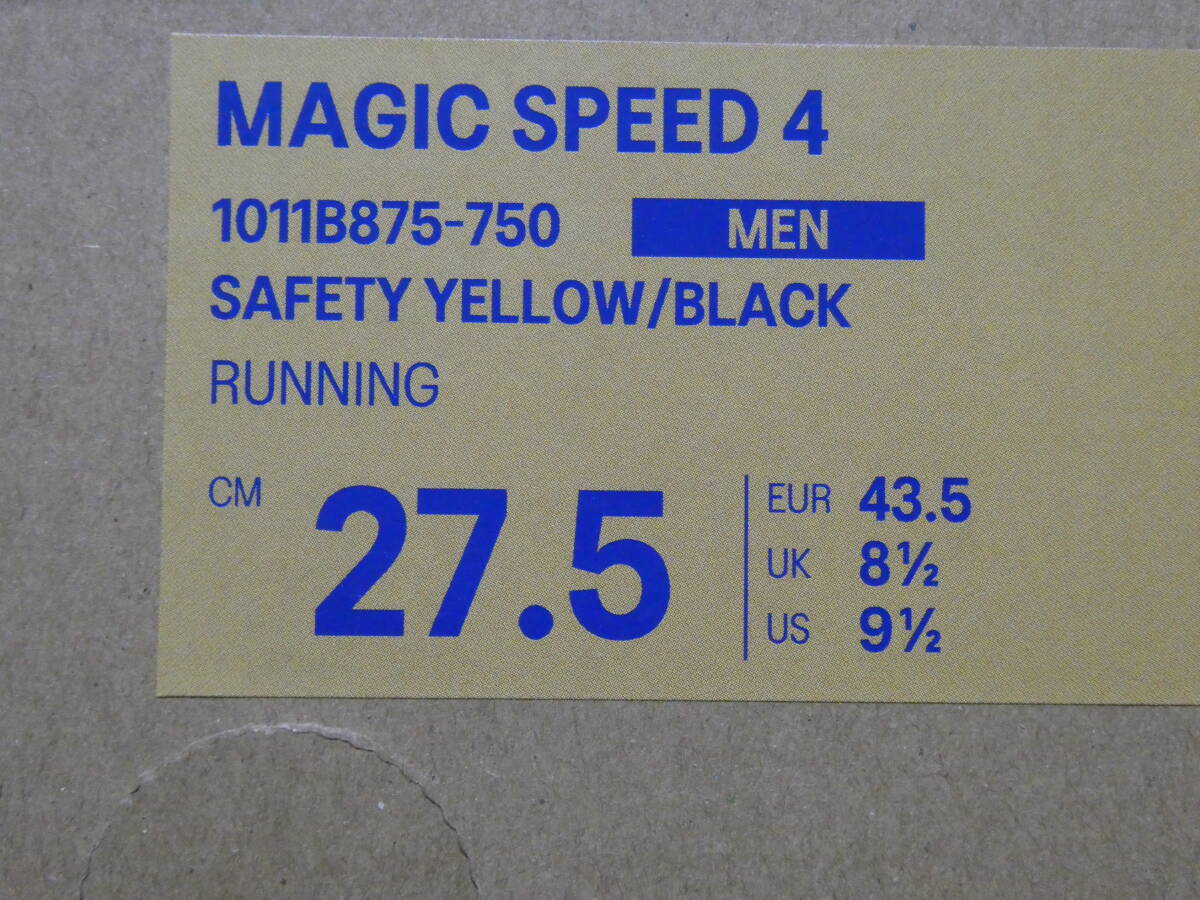 MAGIC SPEED 4
1011B875-750 MEN
SAFETY YELLOW/BLACK
RUNNING
CM 27.5
EUR 43.5
UK 8½
US 9½